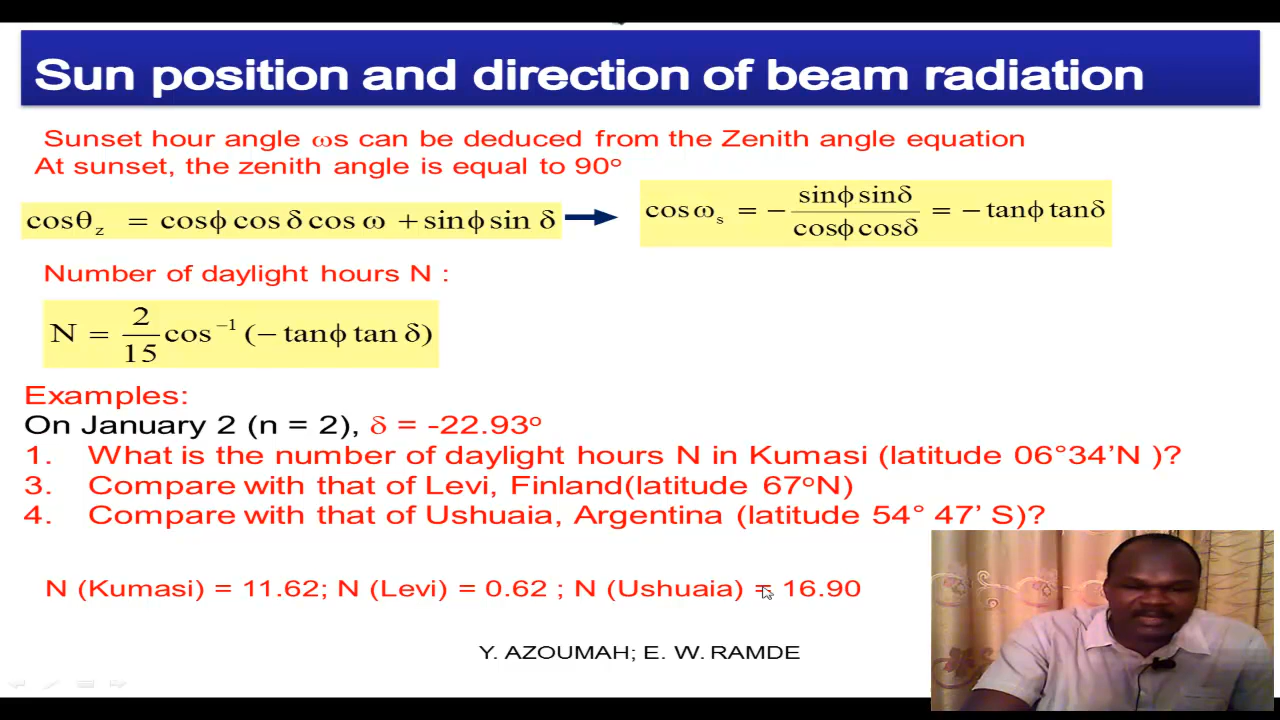 Sun position and direction of beam radiation
Sunset hour angle ωs can be deduced from the Zenith angle equation
At sunset, the zenith angle is equal to 90°
cosθz = cosϕ cos δ cos ω + sinϕ sin δ
cos ωs = − sinϕ sinδ / cosϕ cosδ = − tanϕ tanδ
Number of daylight hours N :
N = 2/15 cos⁻¹ (− tanϕ tan δ)
Examples:
On January 2 (n = 2), δ = -22.93°
1. What is the number of daylight hours N in Kumasi (latitude 06°34’N )?
3. Compare with that of Levi, Finland(latitude 67°N)
4. Compare with that of Ushuaia, Argentina (latitude 54° 47’ S)?
N (Kumasi) = 11.62; N (Levi) = 0.62 ; N (Ushuaia) = 16.90
Y. AZOUMAH; E. W. RAMDE